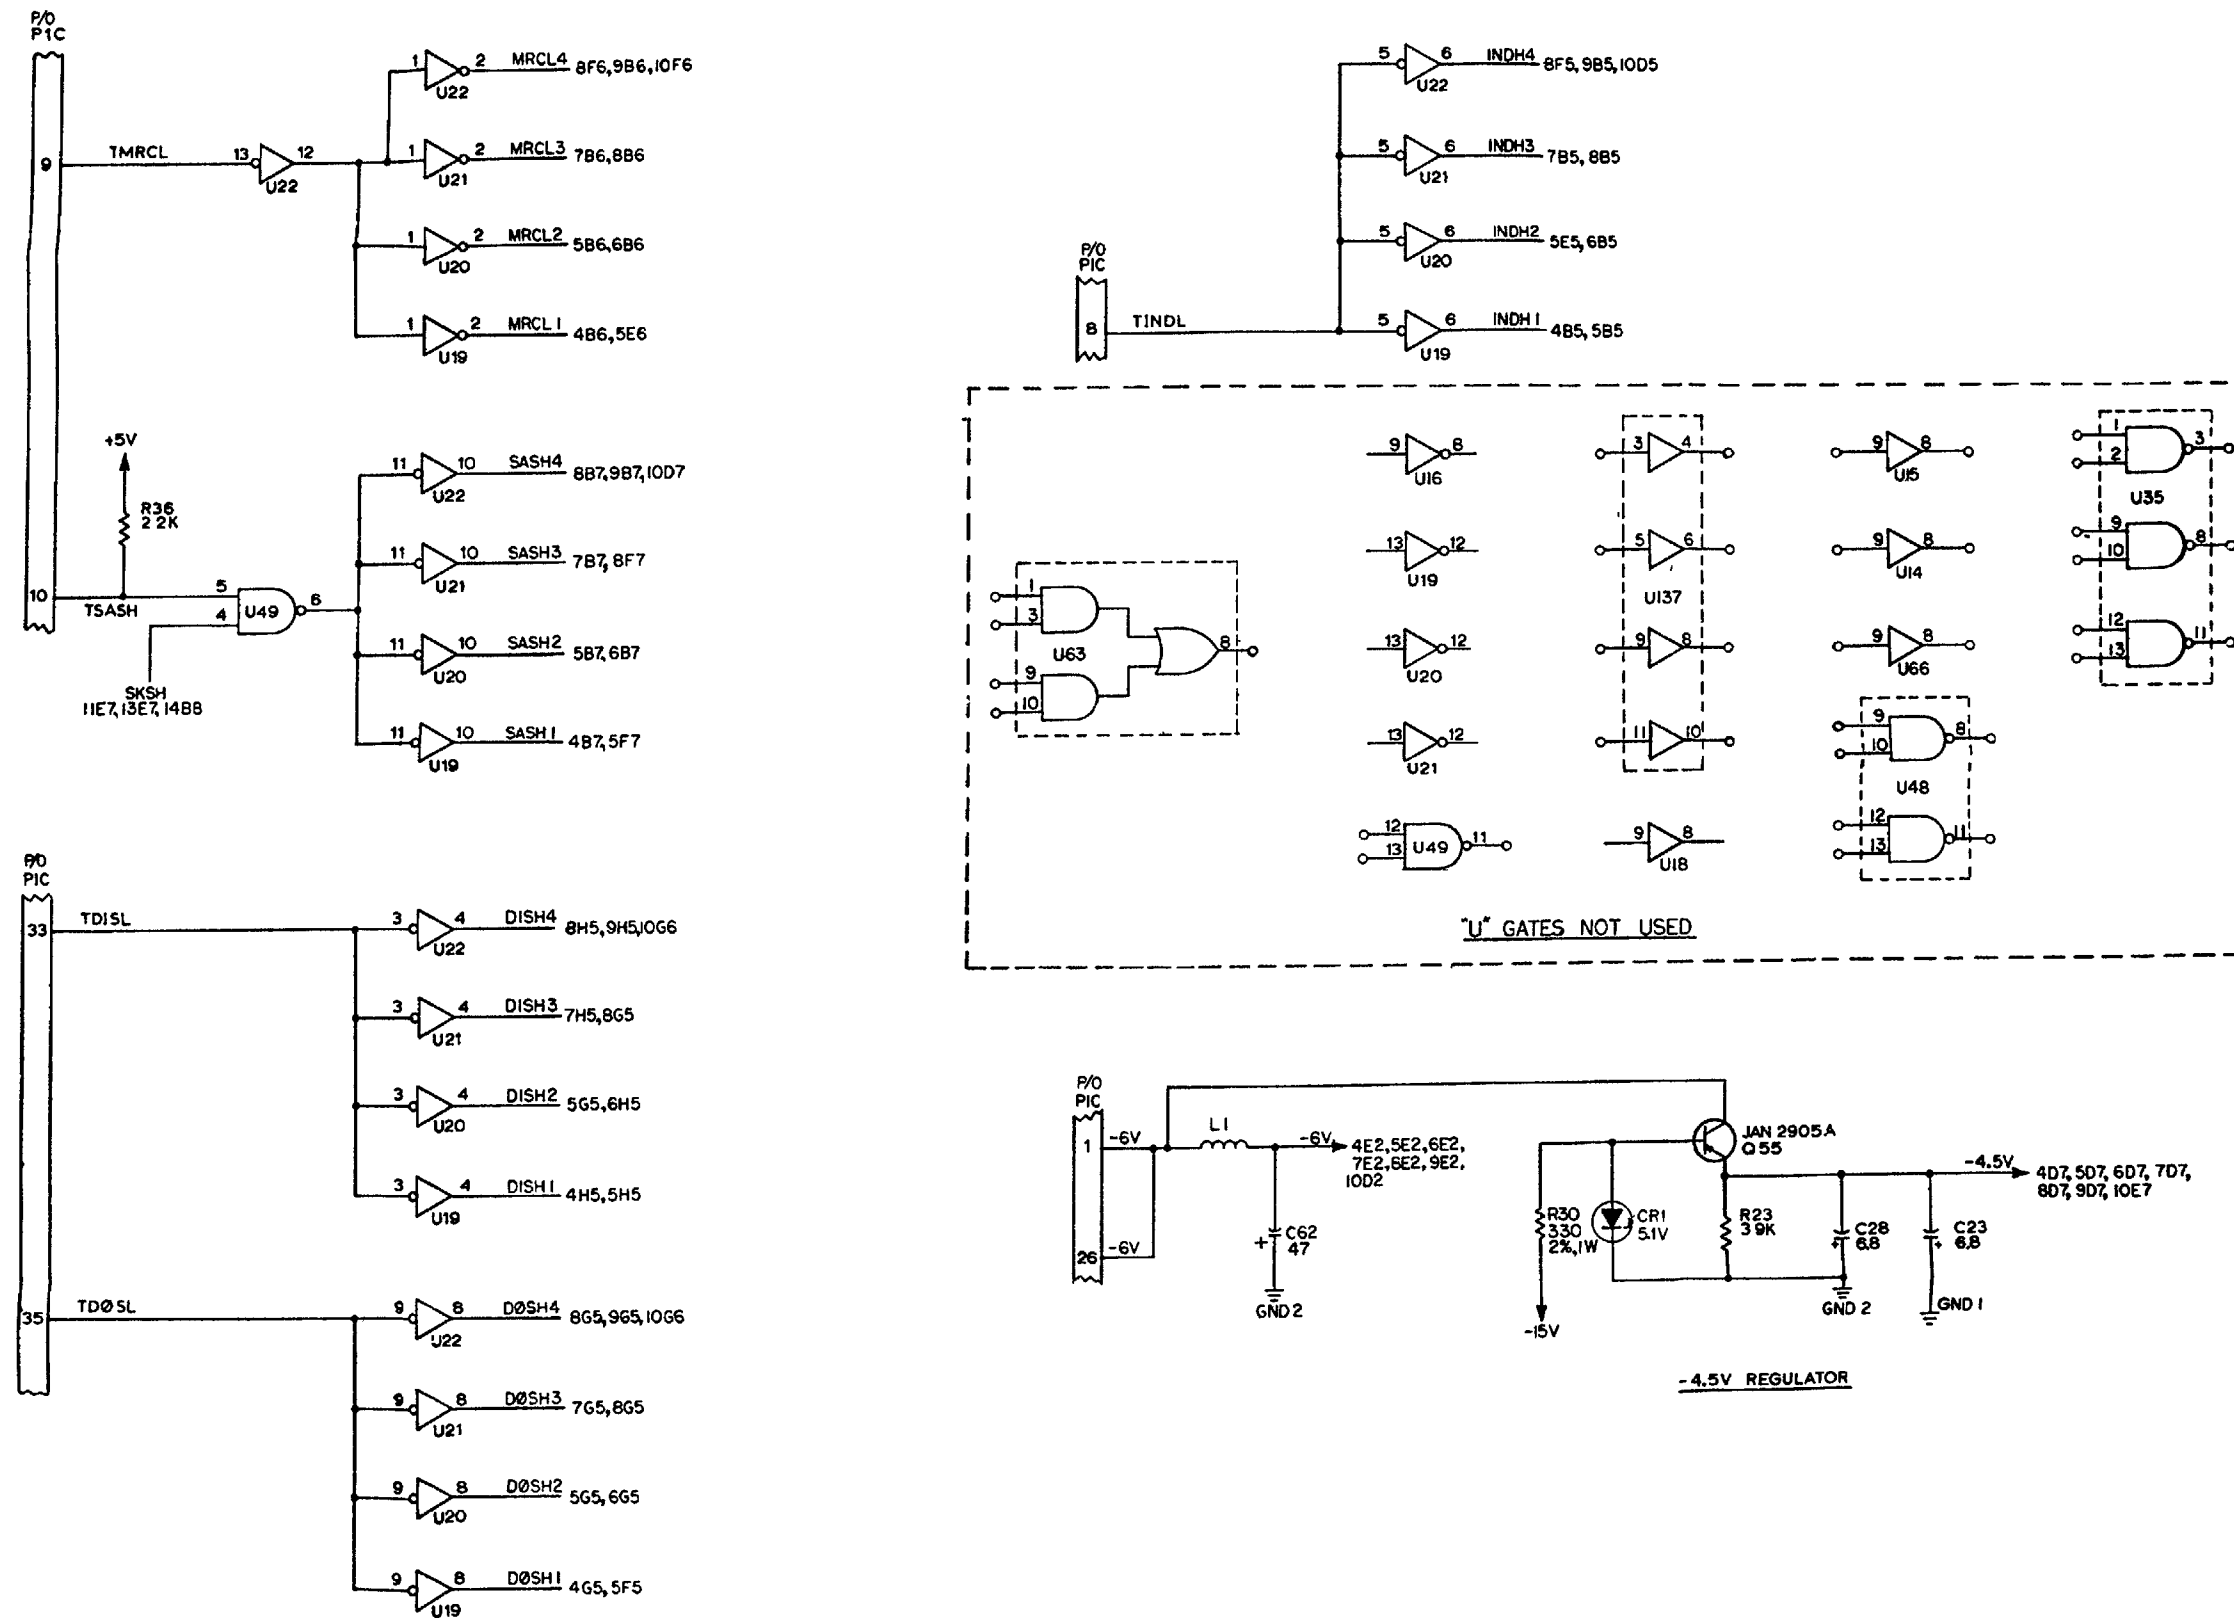 P/O
P1C
9
TMRCL
13
12
U22
1
2
MRCL4
8F6,9B6,10F6
U22
1
2
MRCL3
7B6,8B6
U21
1
2
MRCL2
5B6,6B6
U20
1
2
MRCL1
4B6,5E6
U19
+5V
R36
2 2K
10
TSASH
5
4
U49
6
SKSH
11E7,13E7,14B8
11
10
SASH4
8B7,9B7,10D7
U22
11
10
SASH3
7B7,8F7
U21
11
10
SASH2
5B7,6B7
U20
11
10
SASH1
4B7,5F7
U19
P/O
P1C
33
TDISL
3
4
DISH4
8H5,9H5,10G6
U22
3
4
DISH3
7H5,8G5
U21
3
4
DISH2
5G5,6H5
U20
3
4
DISH1
4H5,5H5
U19
35
TDØSL
9
8
DØSH4
8G5,9G5,10G6
U22
9
8
DØSH3
7G5,8G5
U21
9
8
DØSH2
5G5,6G5
U20
9
8
DØSH1
4G5,5F5
U19
P/O
P1C
8
TINDL
5
6
INDH4
8F5,9B5,10D5
U22
5
6
INDH3
7B5,8B5
U21
5
6
INDH2
5E5,6B5
U20
5
6
INDH1
4B5,5B5
U19
1
3
U63
9
10
8
9
8
U16
13
12
U19
13
12
U20
13
12
U21
12
13
U49
11
3
4
5
6
U137
9
8
11
10
9
8
U18
9
8
U15
9
8
U14
9
8
U66
9
10
8
U48
12
13
11
1
2
3
U35
9
10
8
12
13
11
"U" GATES NOT USED
P/O
P1C
1
-6V
26
-6V
L1
-6V
4E2,5E2,6E2,
7E2,8E2,9E2,
10D2
+
C62
47
GND2
JAN 2905A
Q55
R30
330
2%,1W
-15V
CR1
5.1V
R23
3 9K
+
C28
6.8
GND 2
+
C23
6.8
GND 1
-4.5V
4D7,5D7,6D7,7D7,
8D7,9D7,10E7
-4.5V REGULATOR